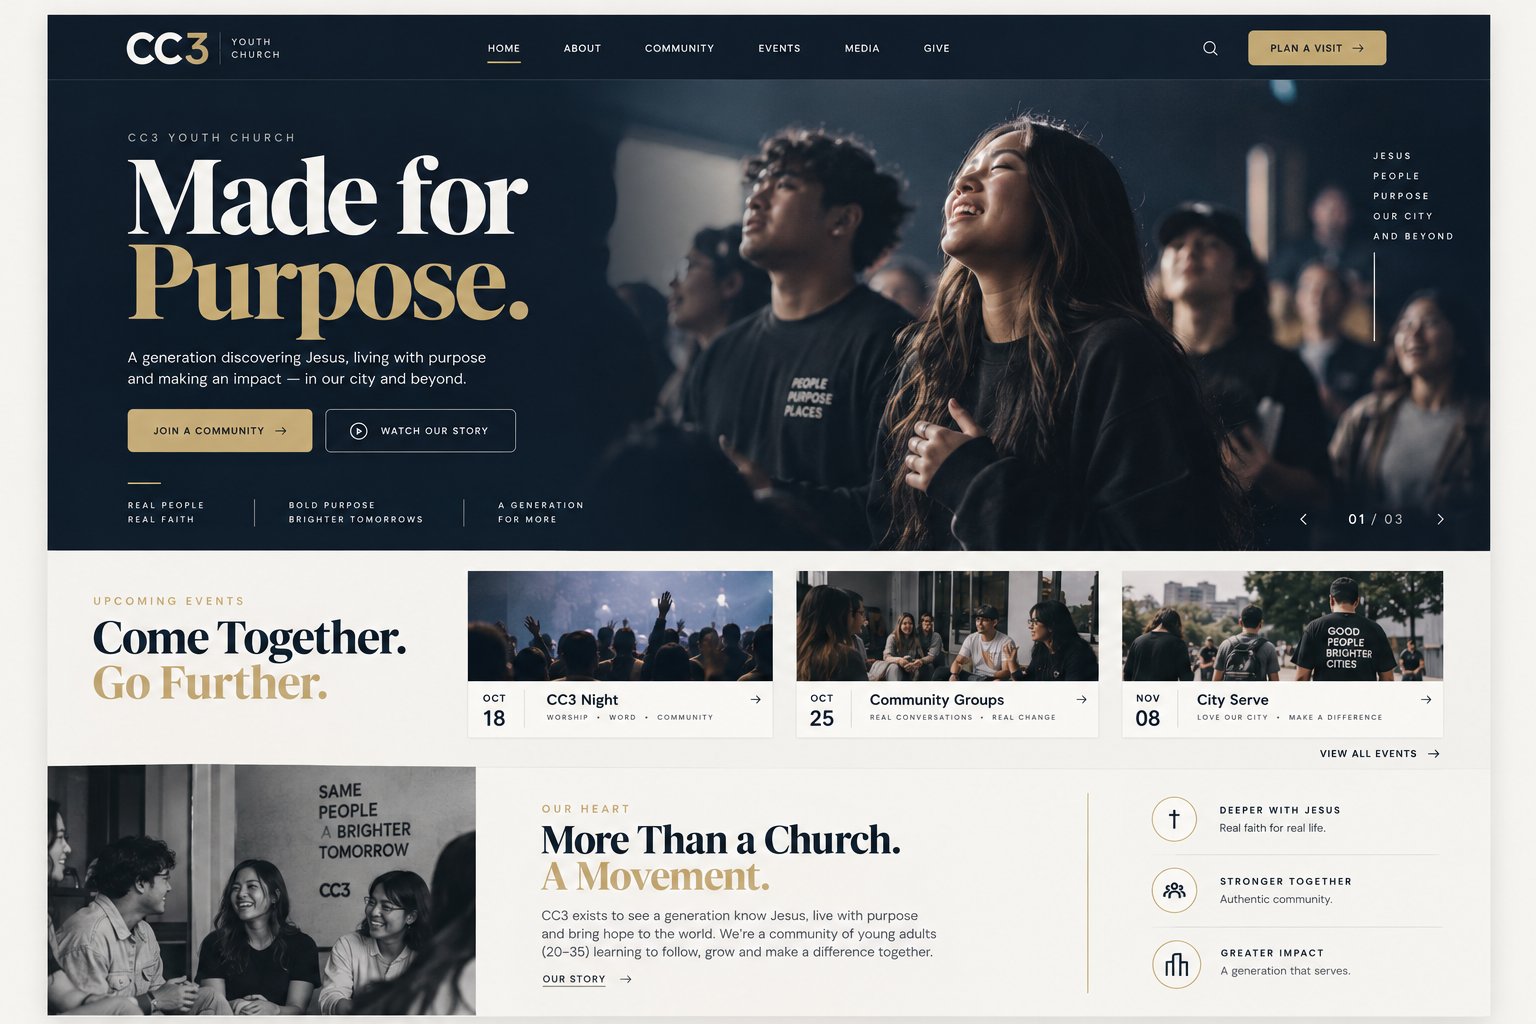 CC3
YOUTH
CHURCH
HOME
ABOUT
COMMUNITY
EVENTS
MEDIA
GIVE
PLAN A VISIT →
CC3 YOUTH CHURCH
Made for
Purpose.
A generation discovering Jesus, living with purpose
and making an impact — in our city and beyond.
JOIN A COMMUNITY →
WATCH OUR STORY
REAL PEOPLE
REAL FAITH
BOLD PURPOSE
BRIGHTER TOMORROWS
A GENERATION
FOR MORE
PEOPLE
PURPOSE
PLACES
JESUS
PEOPLE
PURPOSE
OUR CITY
AND BEYOND
01 / 03
UPCOMING EVENTS
Come Together.
Go Further.
OCT
18
CC3 Night →
WORSHIP • WORD • COMMUNITY
OCT
25
Community Groups →
REAL CONVERSATIONS • REAL CHANGE
GOOD
PEOPLE
BRIGHTER
CITIES
NOV
08
City Serve →
LOVE OUR CITY • MAKE A DIFFERENCE
VIEW ALL EVENTS →
SAME
PEOPLE
A BRIGHTER
TOMORROW
CC3
OUR HEART
More Than a Church.
A Movement.
CC3 exists to see a generation know Jesus, live with purpose
and bring hope to the world. We're a community of young adults
(20–35) learning to follow, grow and make a difference together.
OUR STORY →
DEEPER WITH JESUS
Real faith for real life.
STRONGER TOGETHER
Authentic community.
GREATER IMPACT
A generation that serves.